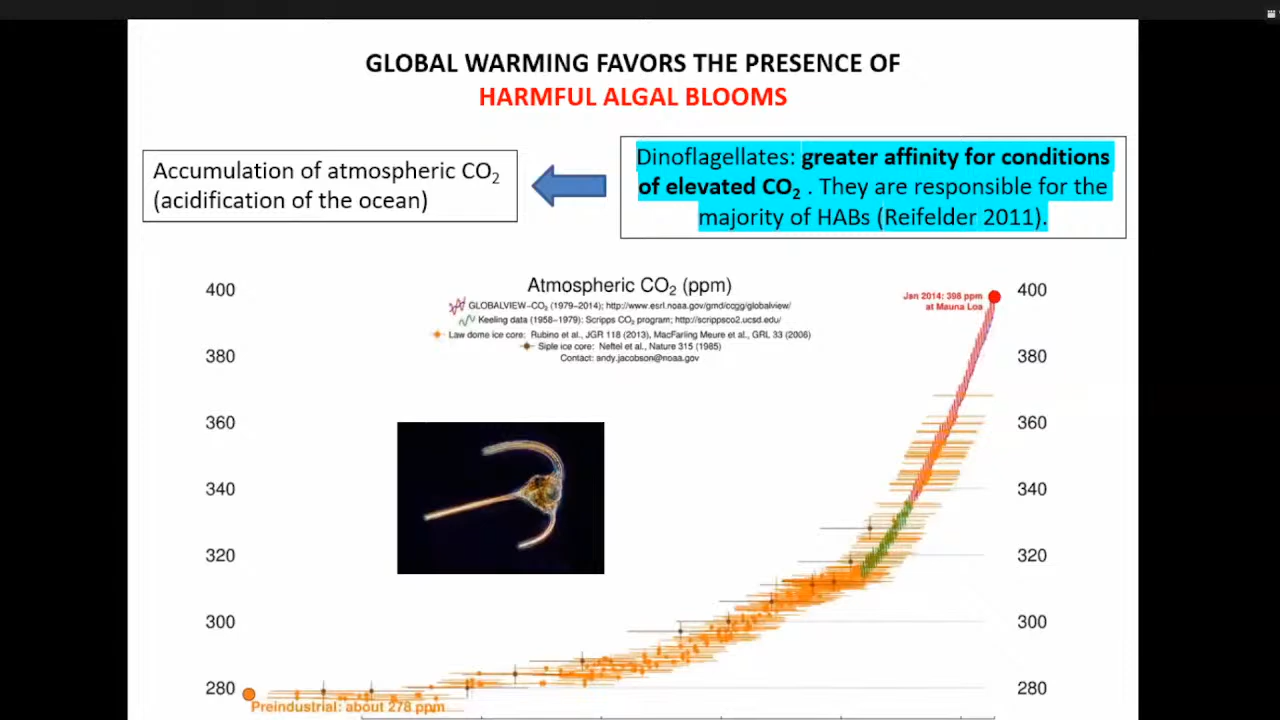 GLOBAL WARMING FAVORS THE PRESENCE OF
HARMFUL ALGAL BLOOMS
Accumulation of atmospheric CO₂
(acidification of the ocean)
Dinoflagellates: greater affinity for conditions
of elevated CO₂ . They are responsible for the
majority of HABs (Reifelder 2011).
Atmospheric CO₂ (ppm)
GLOBALVIEW-CO₂ (1979-2014); http://www.esrl.noaa.gov/gmd/ccgg/globalview/
Keeling data (1958-1979): Scripps CO₂ program; http://scrippsco2.ucsd.edu/
Law dome ice core: Rubino et al., JGR 118 (2013), MacFarling Meure et al., GRL 33 (2006)
Siple ice core: Neftel et al., Nature 315 (1985)
Contact: andy.jacobson@noaa.gov
Jan 2014: 398 ppm
at Mauna Loa
400
400
380
380
360
360
340
340
320
320
300
300
280
280
Preindustrial: about 278 ppm